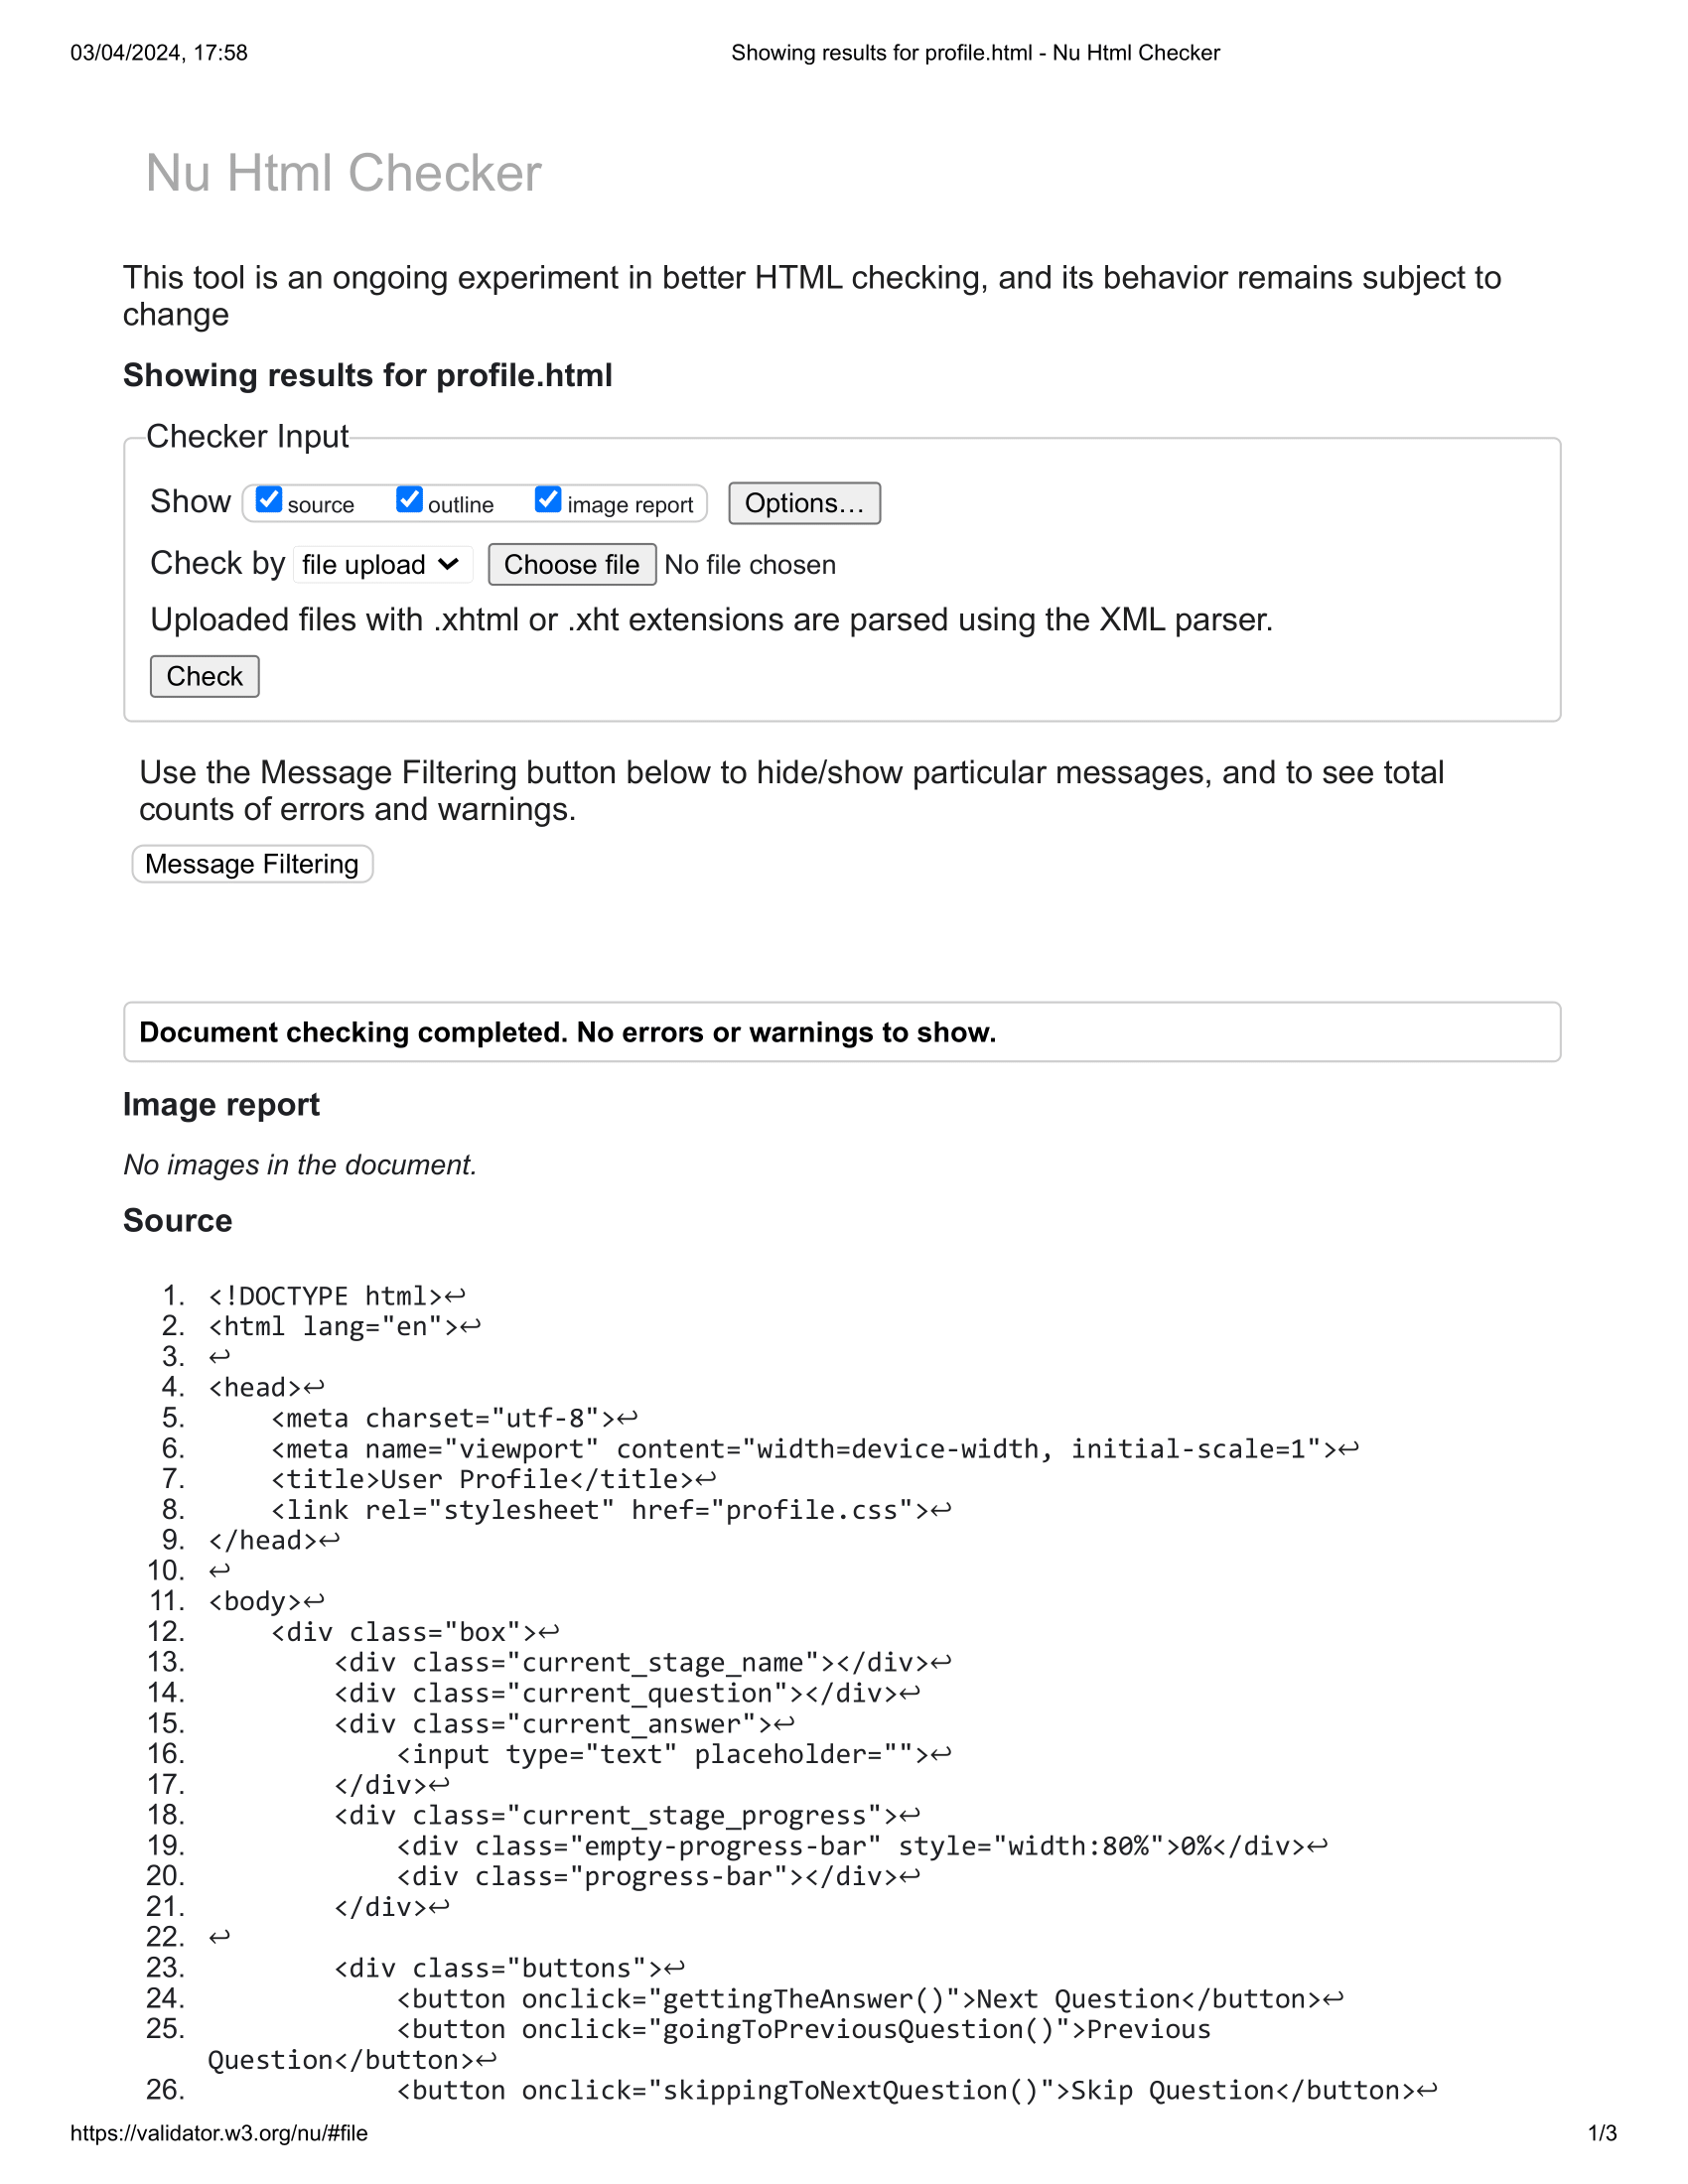 03/04/2024, 17:58 Showing results for profile.html - Nu Html Checker
Nu Html Checker
This tool is an ongoing experiment in better HTML checking, and its behavior remains subject to
change
Showing results for profile.html
Checker Input
Show source outline image report Options…
Check by file upload Choose file No file chosen
Uploaded files with .xhtml or .xht extensions are parsed using the XML parser.
Check
Use the Message Filtering button below to hide/show particular messages, and to see total
counts of errors and warnings.
Message Filtering
Document checking completed. No errors or warnings to show.
Image report
No images in the document.
Source
1. <!DOCTYPE html>↩
2. <html lang="en">↩
3. ↩
4. <head>↩
5.     <meta charset="utf-8">↩
6.     <meta name="viewport" content="width=device-width, initial-scale=1">↩
7.     <title>User Profile</title>↩
8.     <link rel="stylesheet" href="profile.css">↩
9. </head>↩
10. ↩
11. <body>↩
12.     <div class="box">↩
13.         <div class="current_stage_name"></div>↩
14.         <div class="current_question"></div>↩
15.         <div class="current_answer">↩
16.             <input type="text" placeholder="">↩
17.         </div>↩
18.         <div class="current_stage_progress">↩
19.             <div class="empty-progress-bar" style="width:80%">0%</div>↩
20.             <div class="progress-bar"></div>↩
21.         </div>↩
22. ↩
23.         <div class="buttons">↩
24.             <button onclick="gettingTheAnswer()">Next Question</button>↩
25.             <button onclick="goingToPreviousQuestion()">Previous
Question</button>↩
26.             <button onclick="skippingToNextQuestion()">Skip Question</button>↩
https://validator.w3.org/nu/#file 1/3